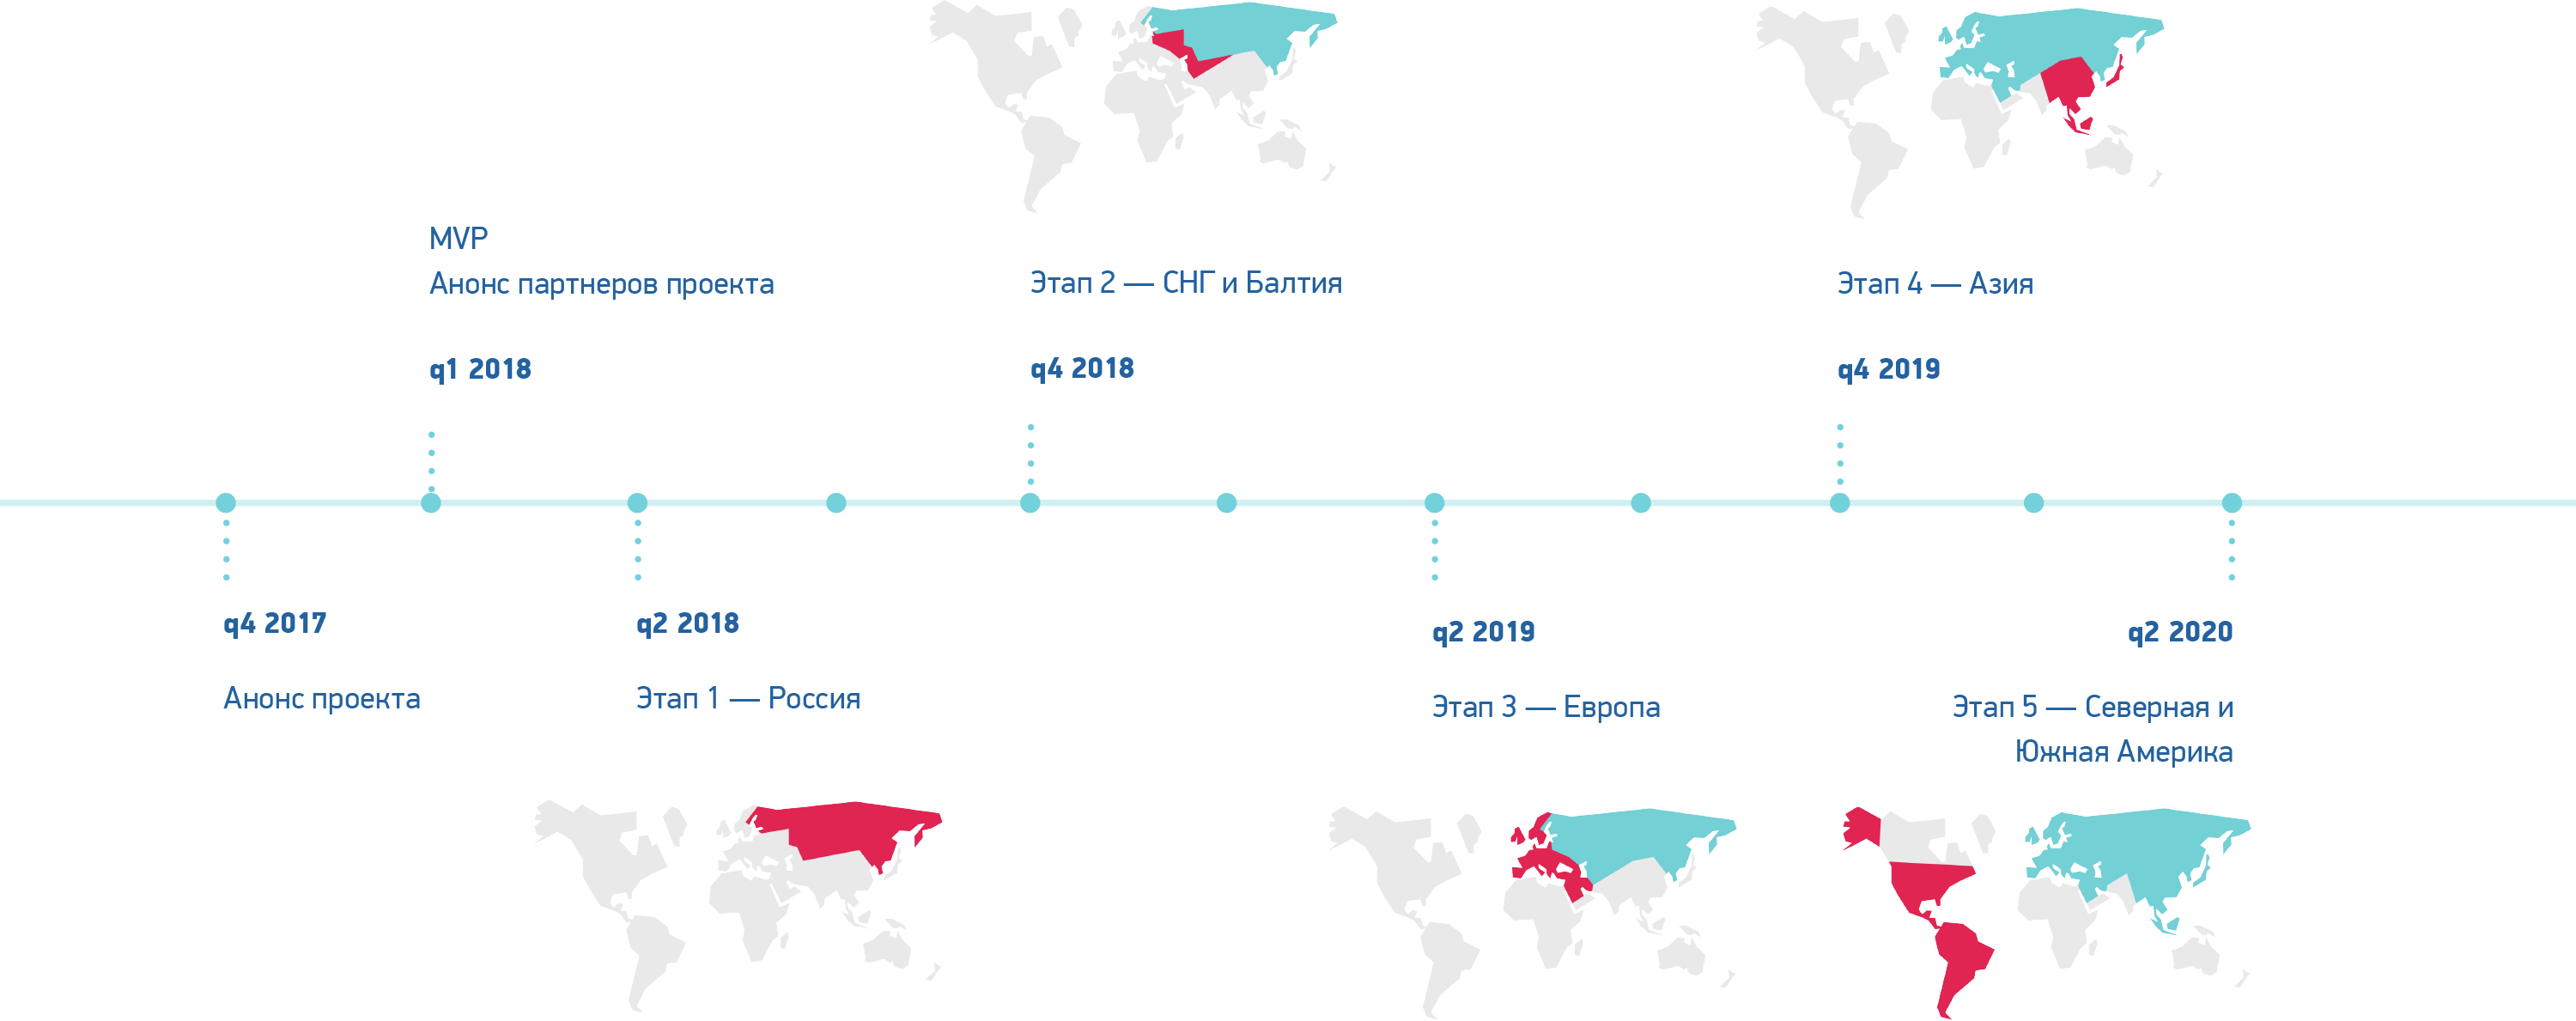 MVP
Анонс партнеров проекта
q1 2018
Этап 2 — СНГ и Балтия
q4 2018
Этап 4 — Азия
q4 2019
q4 2017
Анонс проекта
q2 2018
Этап 1 — Россия
q2 2019
Этап 3 — Европа
q2 2020
Этап 5 — Северная и
Южная Америка